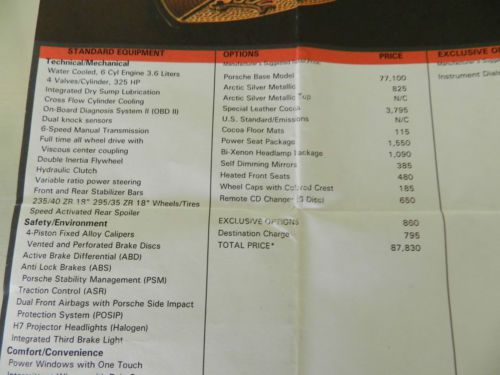 STANDARD EQUIPMENT
Technical/Mechanical
Water Cooled, 6 Cyl Engine 3.6 Liters
4 Valves/Cylinder, 325 HP
Integrated Dry Sump Lubrication
Cross Flow Cylinder Cooling
On-Board Diagnosis System II (OBD II)
Dual knock sensors
6-Speed Manual Transmission
Full time all wheel drive with
Viscous center coupling
Double Inertia Flywheel
Hydraulic Clutch
Variable ratio power steering
Front and Rear Stabilizer Bars
235/40 ZR 18" 295/35 ZR 18" Wheels/Tires
Speed Activated Rear Spoiler
Safety/Environment
4-Piston Fixed Alloy Calipers
Vented and Perforated Brake Discs
Active Brake Differential (ABD)
Anti Lock Brakes (ABS)
Porsche Stability Management (PSM)
Traction Control (ASR)
Dual Front Airbags with Porsche Side Impact
Protection System (POSIP)
H7 Projector Headlights (Halogen)
Integrated Third Brake Light
Comfort/Convenience
Power Windows with One Touch
OPTIONS PRICE
Manufacturer's Suggested Retail Price:
Porsche Base Model 77,100
Arctic Silver Metallic 825
Arctic Silver Metallic Top N/C
Special Leather Cocoa 3,795
U.S. Standard/Emissions N/C
Cocoa Floor Mats 115
Power Seat Package 1,550
Bi-Xenon Headlamp Package 1,090
Self Dimming Mirrors 385
Heated Front Seats 480
Wheel Caps with Colored Crest 185
Remote CD Changer (6 Discs) 650
EXCLUSIVE OPTIONS 860
Destination Charge 795
TOTAL PRICE* 87,830
EXCLUSIVE
Manufacturer's Suggested
Instrument